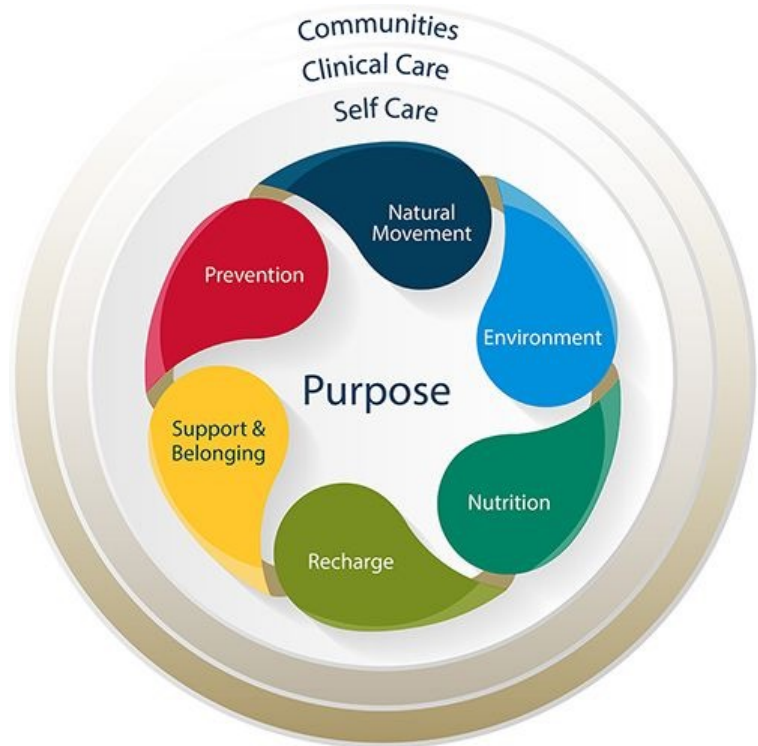 Communities
Clinical Care
Self Care
Natural
Movement
Prevention
Environment
Purpose
Support &
Belonging
Nutrition
Recharge